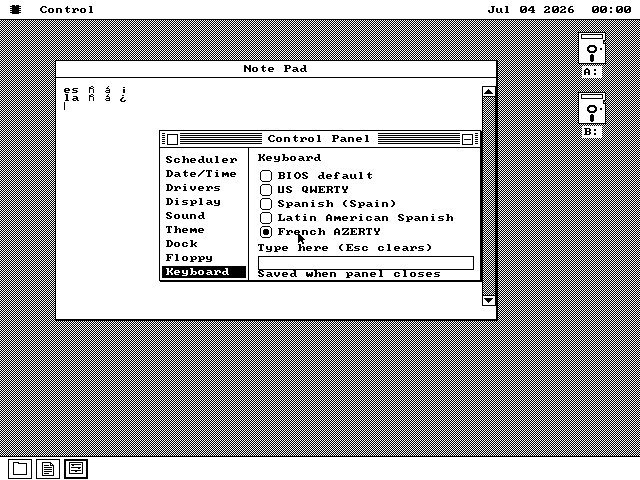 Control
Jul 04 2026 00:00
A:
B:
Note Pad
es ñ á ¡
la ñ á ¿
Control Panel
Scheduler
Date/Time
Drivers
Display
Sound
Theme
Dock
Floppy
Keyboard
Keyboard
BIOS default
US QWERTY
Spanish (Spain)
Latin American Spanish
French AZERTY
Type here (Esc clears)
Saved when panel closes